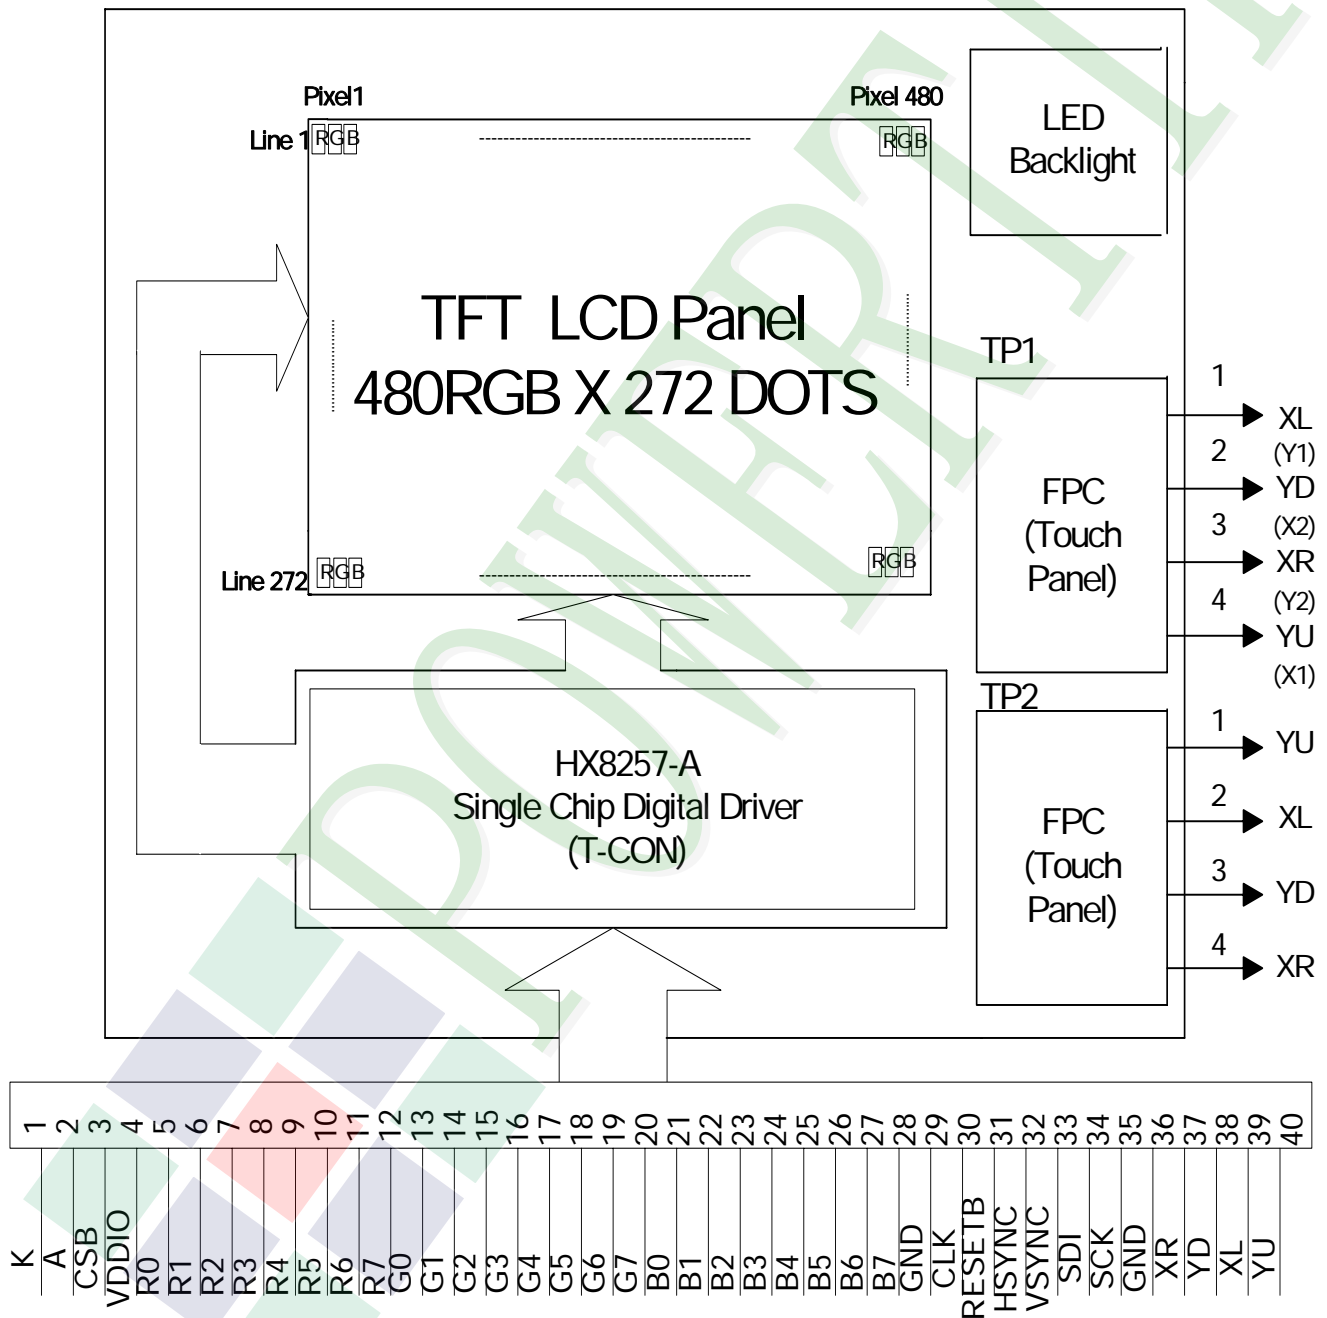 Pixel1
Pixel 480
Line 1
R G B
R G B
LED
Backlight
TFT LCD Panel
480RGB X 272 DOTS
Line 272
R G B
R G B
TP1
FPC
(Touch
Panel)
1
XL
(Y1)
2
YD
(X2)
3
XR
(Y2)
4
YU
(X1)
HX8257-A
Single Chip Digital Driver
(T-CON)
TP2
FPC
(Touch
Panel)
1
YU
2
XL
3
YD
4
XR
POWERTI
1 2 3 4 5 6 7 8 9 10 11 12 13 14 15 16 17 18 19 20 21 22 23 24 25 26 27 28 29 30 31 32 33 34 35 36 37 38 39 40
K A CSB VDDIO R0 R1 R2 R3 R4 R5 R6 R7 G0 G1 G2 G3 G4 G5 G6 G7 B0 B1 B2 B3 B4 B5 B6 B7 GND CLK RESETB HSYNC VSYNC SDI SCK GND XR YD XL YU